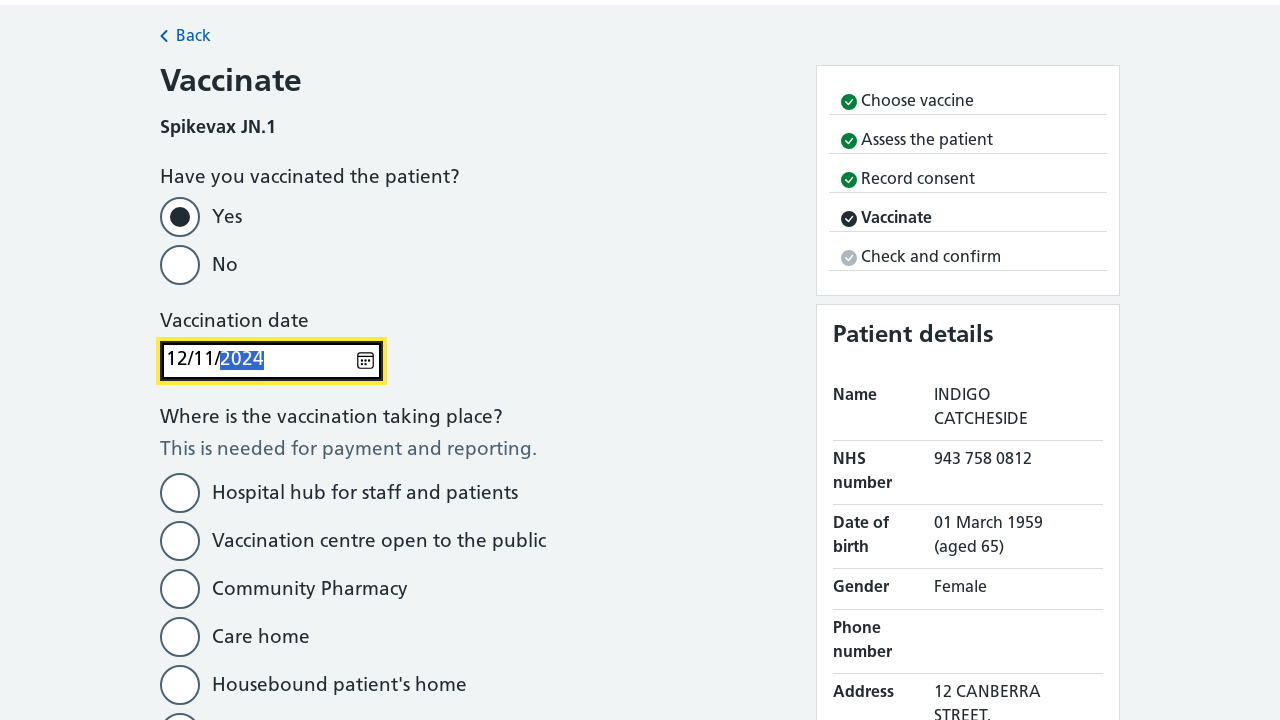 Back
Vaccinate
Spikevax JN.1
Have you vaccinated the patient?
Yes
No
Vaccination date
12/11/2024
Where is the vaccination taking place?
This is needed for payment and reporting.
Hospital hub for staff and patients
Vaccination centre open to the public
Community Pharmacy
Care home
Housebound patient's home
Choose vaccine
Assess the patient
Record consent
Vaccinate
Check and confirm
Patient details
Name INDIGO
CATCHESIDE
NHS 943 758 0812
number
Date of 01 March 1959
birth (aged 65)
Gender Female
Phone
number
Address 12 CANBERRA
STREET,